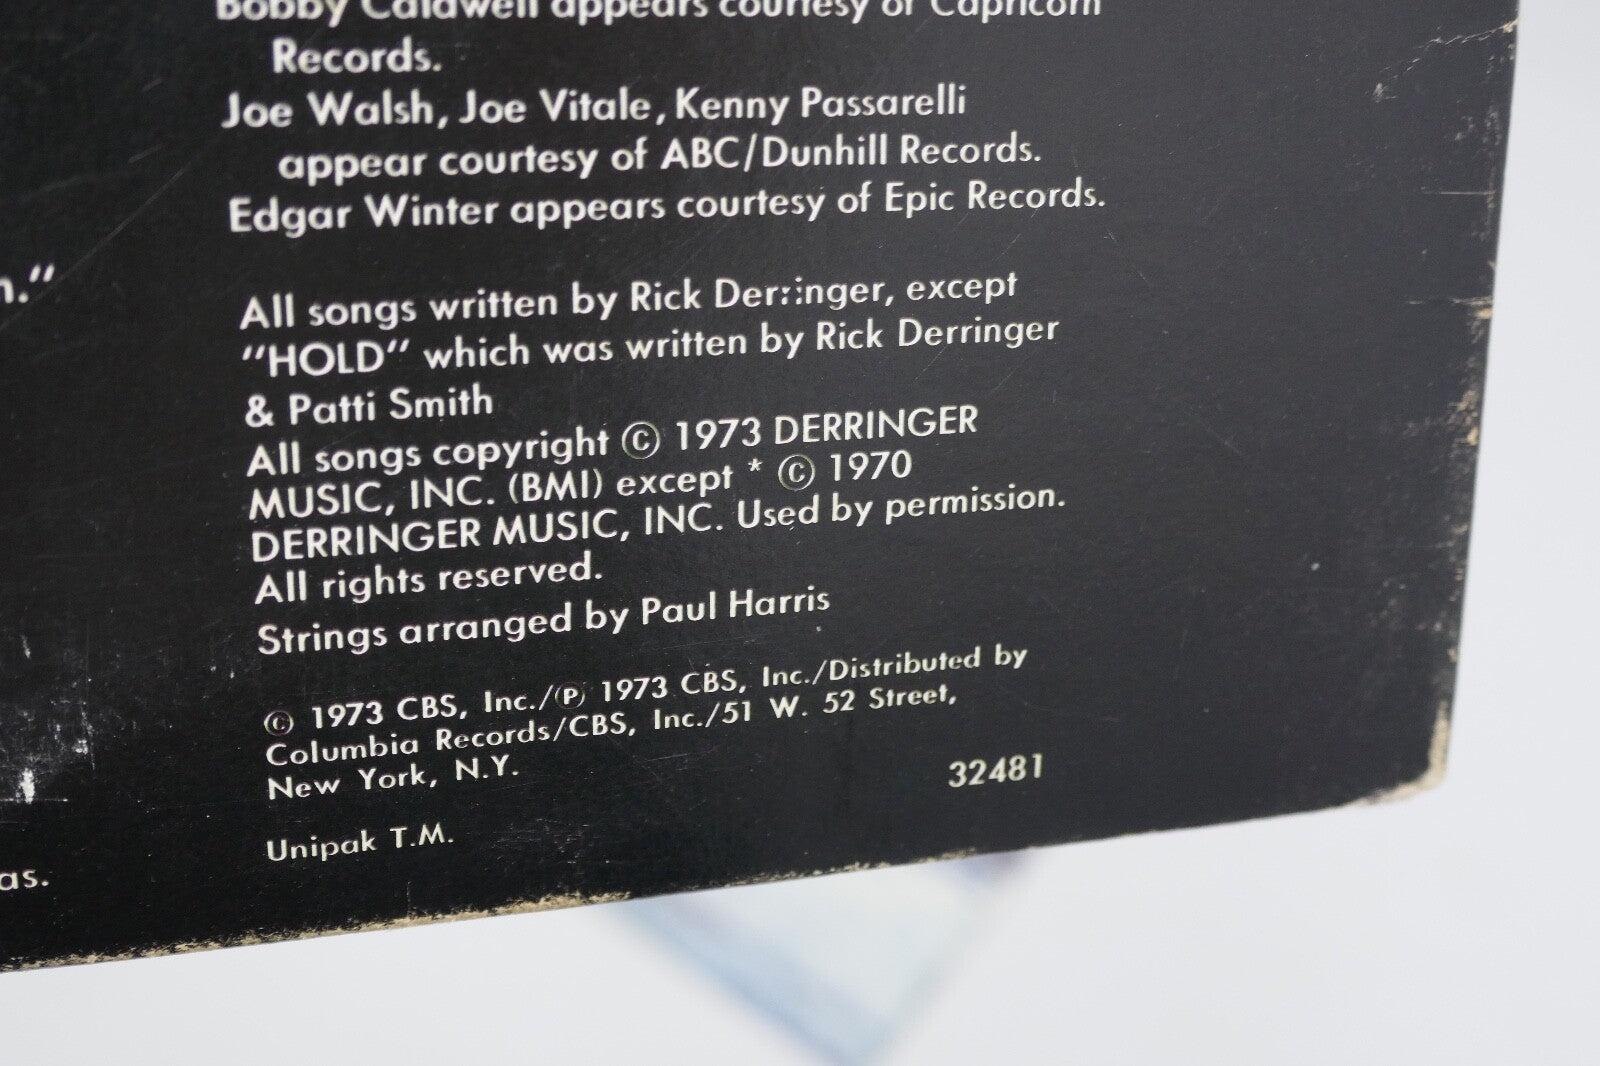 Bobby Caldwell appears courtesy of Capricorn
Records.
Joe Walsh, Joe Vitale, Kenny Passarelli
appear courtesy of ABC/Dunhill Records.
Edgar Winter appears courtesy of Epic Records.
All songs written by Rick Derringer, except
"HOLD" which was written by Rick Derringer
& Patti Smith
All songs copyright © 1973 DERRINGER
MUSIC, INC. (BMI) except * © 1970
DERRINGER MUSIC, INC. Used by permission.
All rights reserved.
Strings arranged by Paul Harris
© 1973 CBS, Inc./℗ 1973 CBS, Inc./Distributed by
Columbia Records/CBS, Inc./51 W. 52 Street,
New York, N.Y.
32481
Unipak T.M.